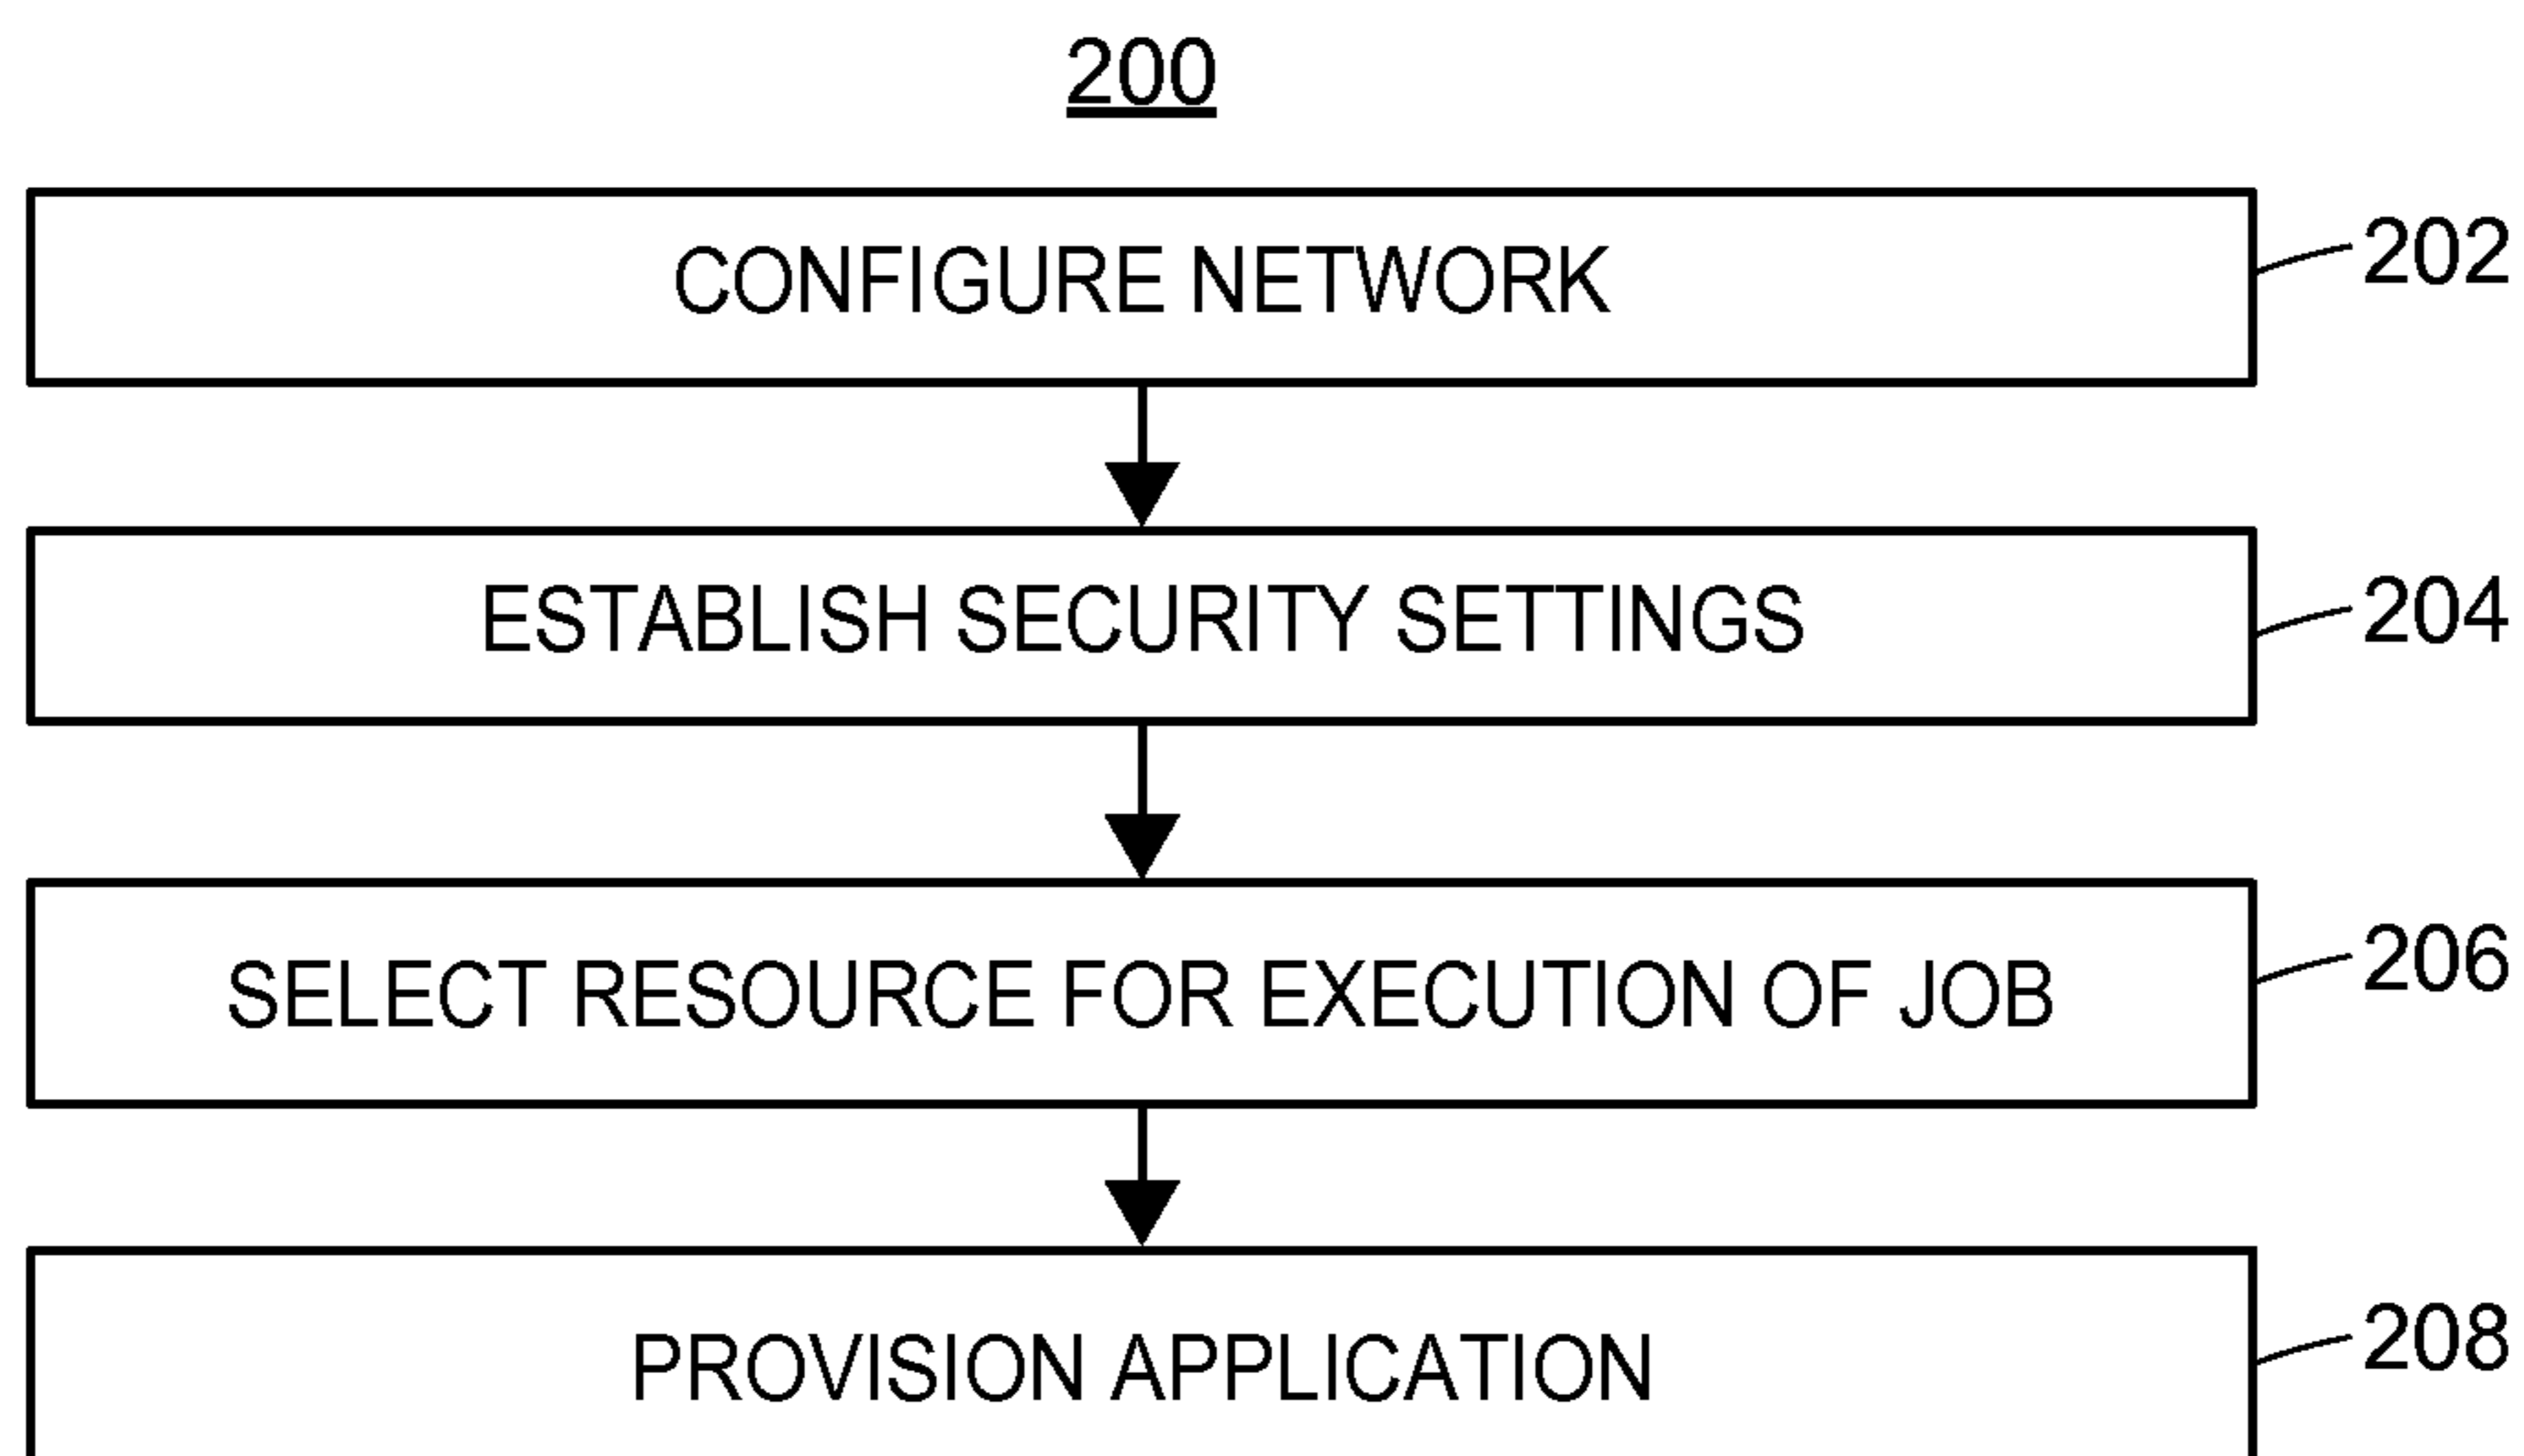 200
CONFIGURE NETWORK
202
ESTABLISH SECURITY SETTINGS
204
SELECT RESOURCE FOR EXECUTION OF JOB
206
PROVISION APPLICATION
208